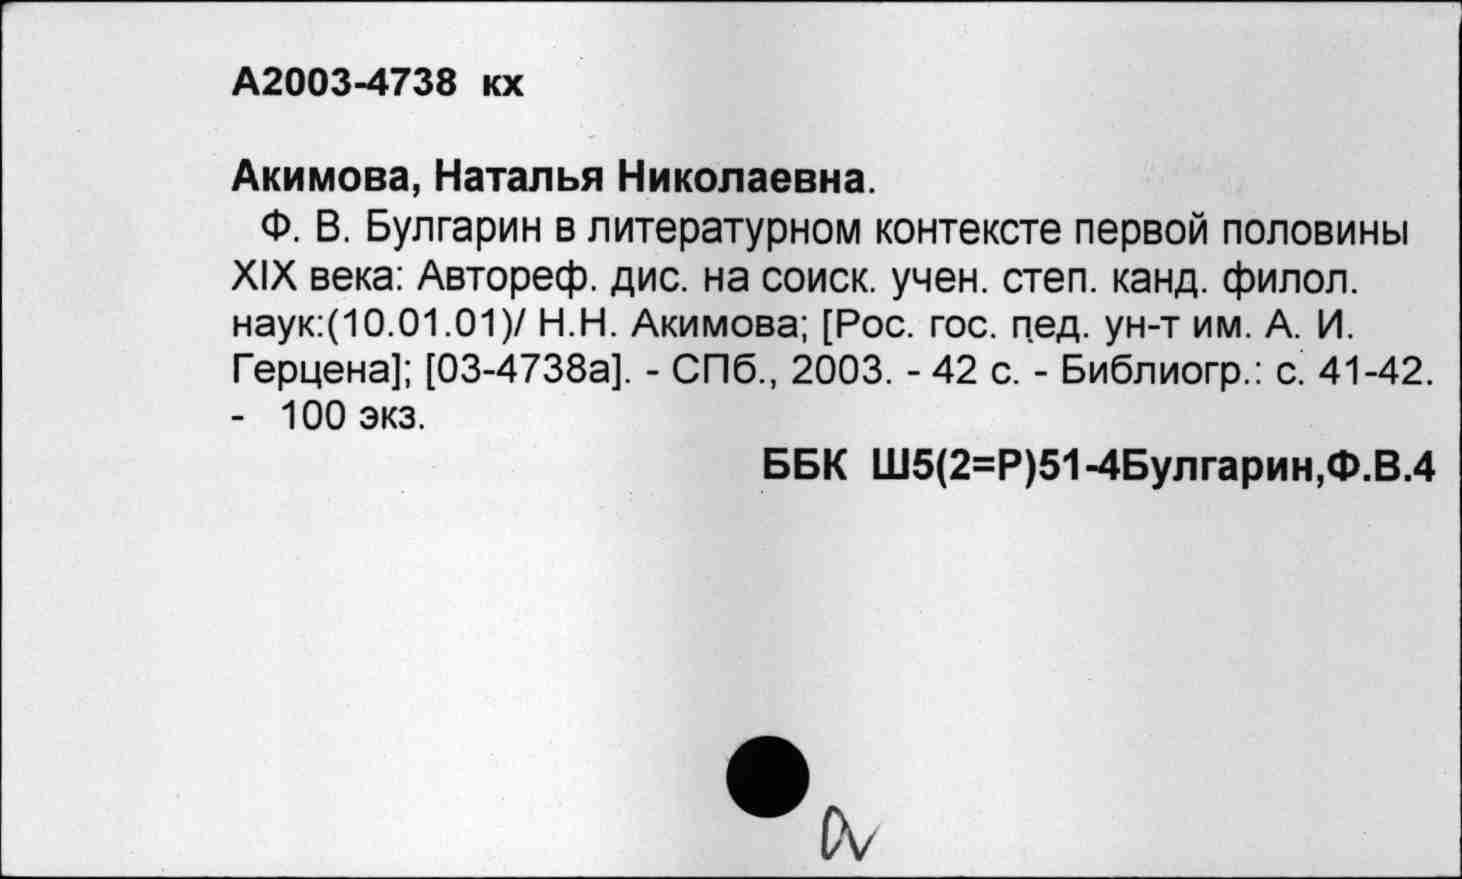 А2003-4738 кх
Акимова, Наталья Николаевна.
Ф. В. Булгарин в литературном контексте первой половины
XIX века: Автореф. дис. на соиск. учен. степ. канд. филол.
наук:(10.01.01)/ Н.Н. Акимова; [Рос. гос. пед. ун-т им. А. И.
Герцена]; [03-4738а]. - СПб., 2003. - 42 с. - Библиогр.: с. 41-42.
- 100 экз.
ББК Ш5(2=Р)51-4Булгарин,Ф.В.4